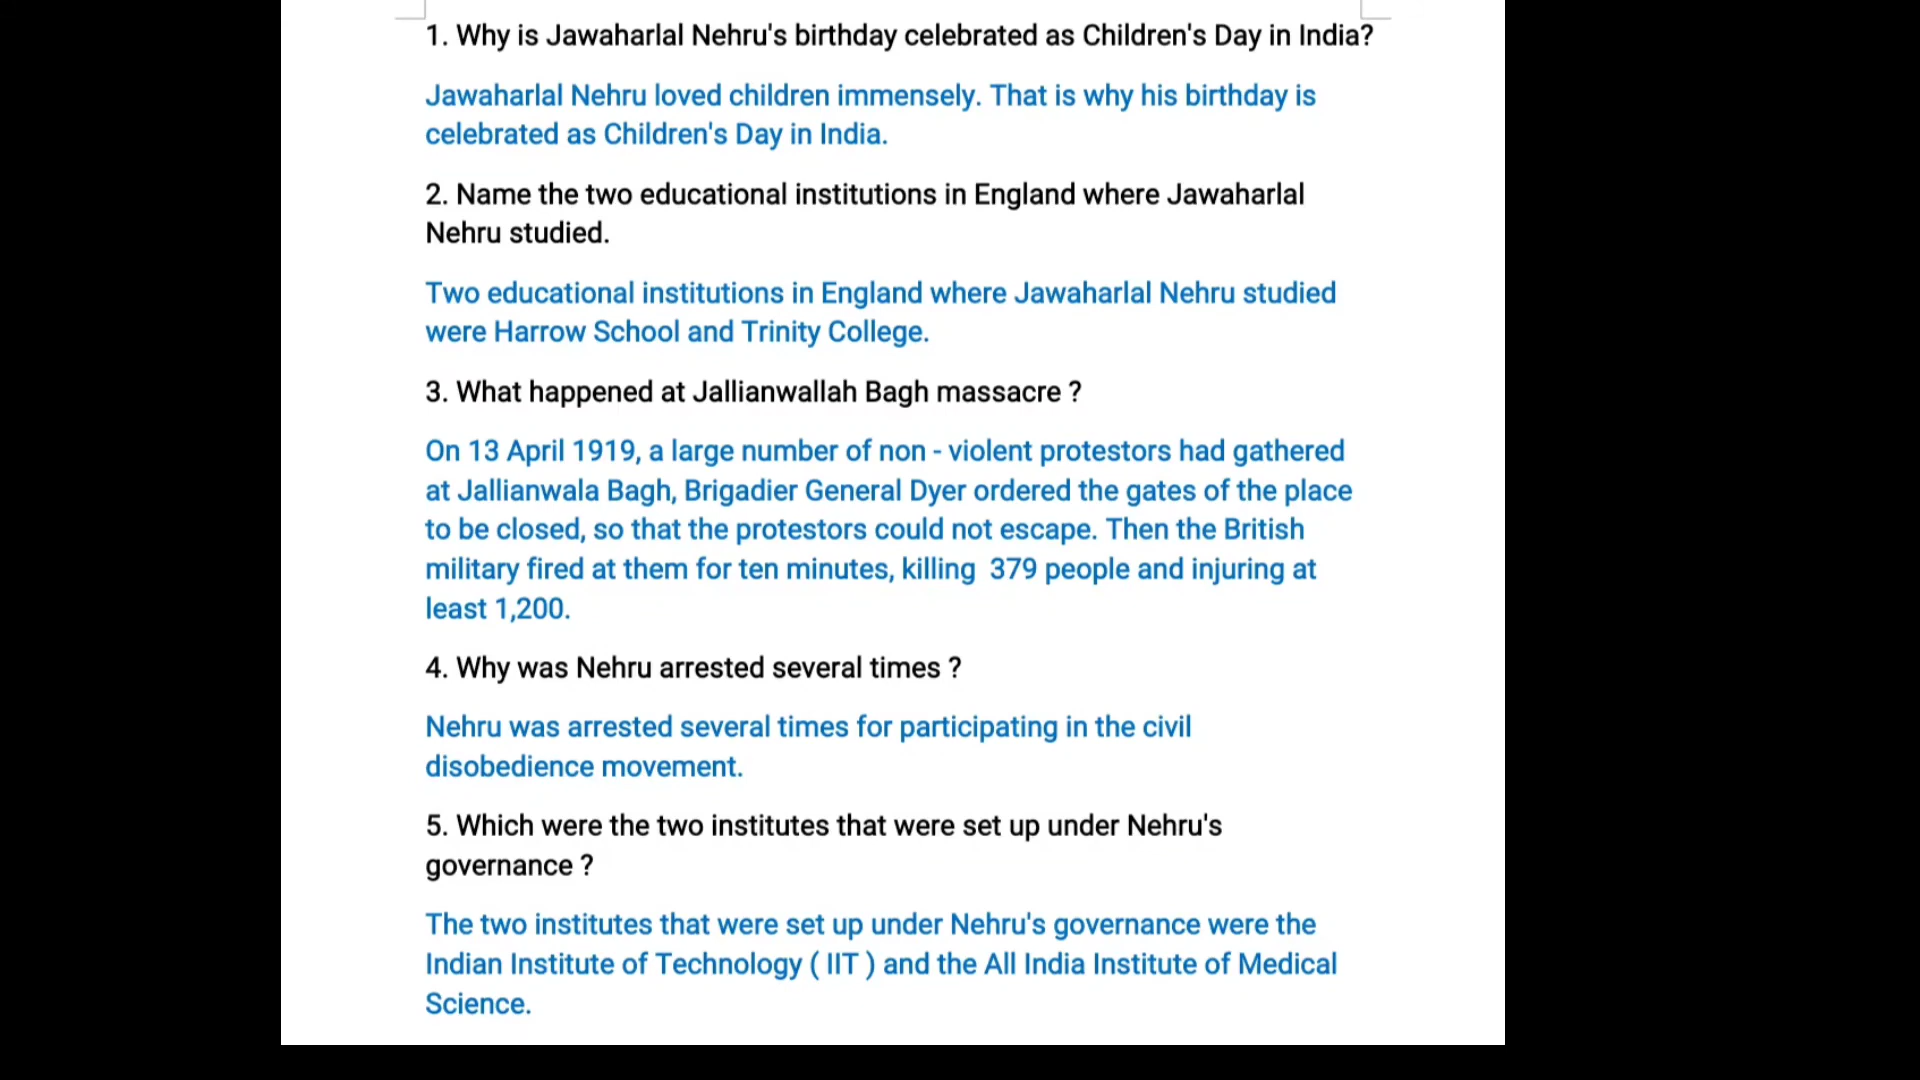 1. Why is Jawaharlal Nehru's birthday celebrated as Children's Day in India?
Jawaharlal Nehru loved children immensely. That is why his birthday is
celebrated as Children's Day in India.
2. Name the two educational institutions in England where Jawaharlal
Nehru studied.
Two educational institutions in England where Jawaharlal Nehru studied
were Harrow School and Trinity College.
3. What happened at Jallianwallah Bagh massacre ?
On 13 April 1919, a large number of non - violent protestors had gathered
at Jallianwala Bagh, Brigadier General Dyer ordered the gates of the place
to be closed, so that the protestors could not escape. Then the British
military fired at them for ten minutes, killing  379 people and injuring at
least 1,200.
4. Why was Nehru arrested several times ?
Nehru was arrested several times for participating in the civil
disobedience movement.
5. Which were the two institutes that were set up under Nehru's
governance ?
The two institutes that were set up under Nehru's governance were the
Indian Institute of Technology ( IIT ) and the All India Institute of Medical
Science.